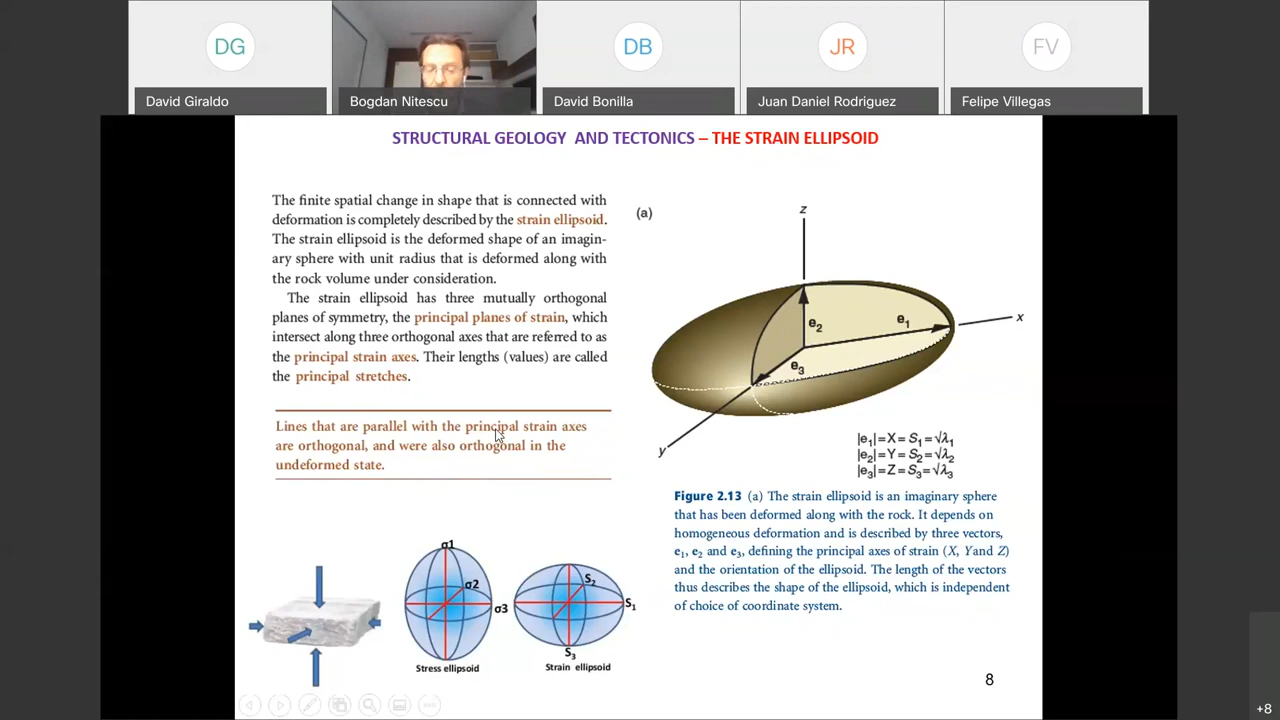 DG
DB
JR
FV
David Giraldo
Bogdan Nitescu
David Bonilla
Juan Daniel Rodriguez
Felipe Villegas
STRUCTURAL GEOLOGY AND TECTONICS – THE STRAIN ELLIPSOID
The finite spatial change in shape that is connected with
deformation is completely described by the strain ellipsoid.
The strain ellipsoid is the deformed shape of an imagin-
ary sphere with unit radius that is deformed along with
the rock volume under consideration.
The strain ellipsoid has three mutually orthogonal
planes of symmetry, the principal planes of strain, which
intersect along three orthogonal axes that are referred to as
the principal strain axes. Their lengths (values) are called
the principal stretches.
Lines that are parallel with the principal strain axes
are orthogonal, and were also orthogonal in the
undeformed state.
σ1
σ2
σ3
Stress ellipsoid
S₂
S₁
S₃
Strain ellipsoid
(a)
z
x
e₂
e₁
e₃
y
|e₁|=X=S₁=√λ₁
|e₂|=Y=S₂=√λ₂
|e₃|=Z=S₃=√λ₃
Figure 2.13 (a) The strain ellipsoid is an imaginary sphere
that has been deformed along with the rock. It depends on
homogeneous deformation and is described by three vectors,
e₁, e₂ and e₃, defining the principal axes of strain (X, Y and Z)
and the orientation of the ellipsoid. The length of the vectors
thus describes the shape of the ellipsoid, which is independent
of choice of coordinate system.
8
+8